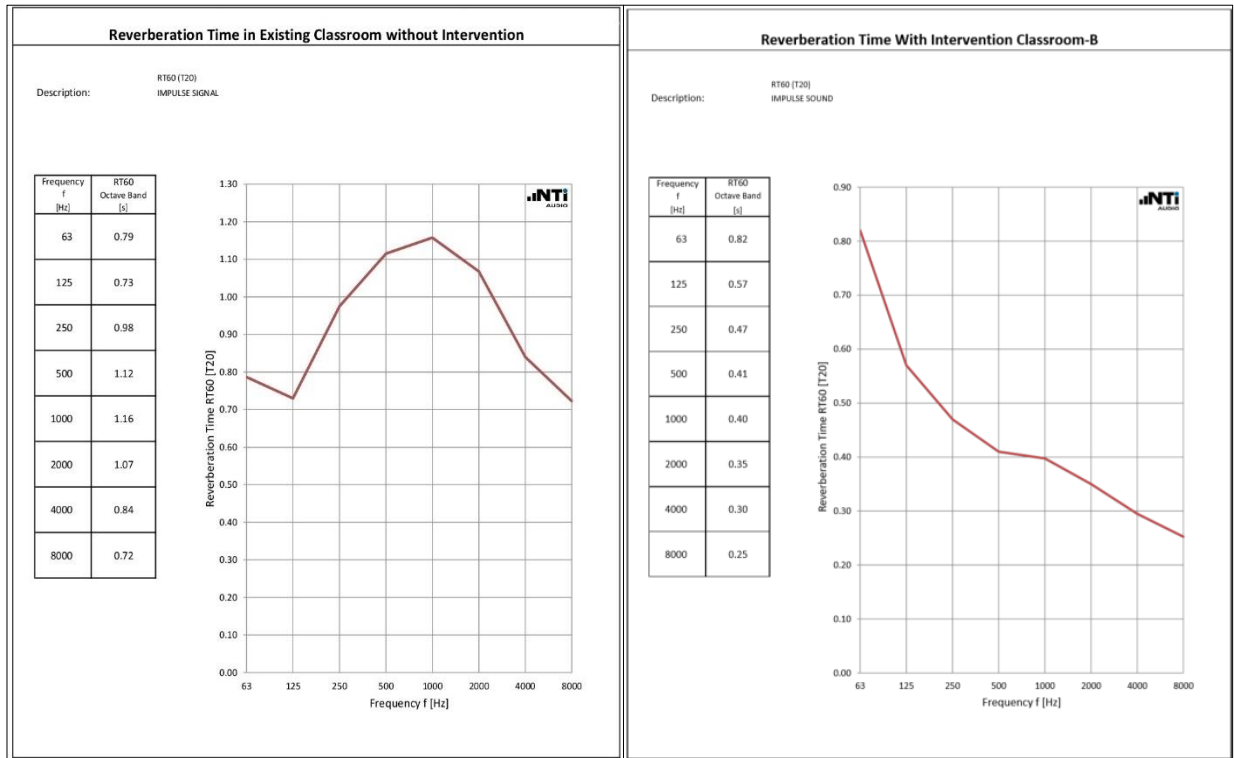 Reverberation Time in Existing Classroom without Intervention
RT60 (T20)
Description: IMPULSE SIGNAL
Frequency RT60
f Octave Band
[Hz] [s]
63 0.79
125 0.73
250 0.98
500 1.12
1000 1.16
2000 1.07
4000 0.84
8000 0.72
NTi
AUDIO
Reverberation Time RT60 [T20]
1.30
1.20
1.10
1.00
0.90
0.80
0.70
0.60
0.50
0.40
0.30
0.20
0.10
0.00
63 125 250 500 1000 2000 4000 8000
Frequency f [Hz]
Reverberation Time With Intervention Classroom-B
RT60 (T20)
Description: IMPULSE SOUND
Frequency RT60
f Octave Band
[Hz] [s]
63 0.82
125 0.57
250 0.47
500 0.41
1000 0.40
2000 0.35
4000 0.30
8000 0.25
NTi
AUDIO
Reverberation Time RT60 [T20]
0.90
0.80
0.70
0.60
0.50
0.40
0.30
0.20
0.10
0.00
63 125 250 500 1000 2000 4000 8000
Frequency f [Hz]